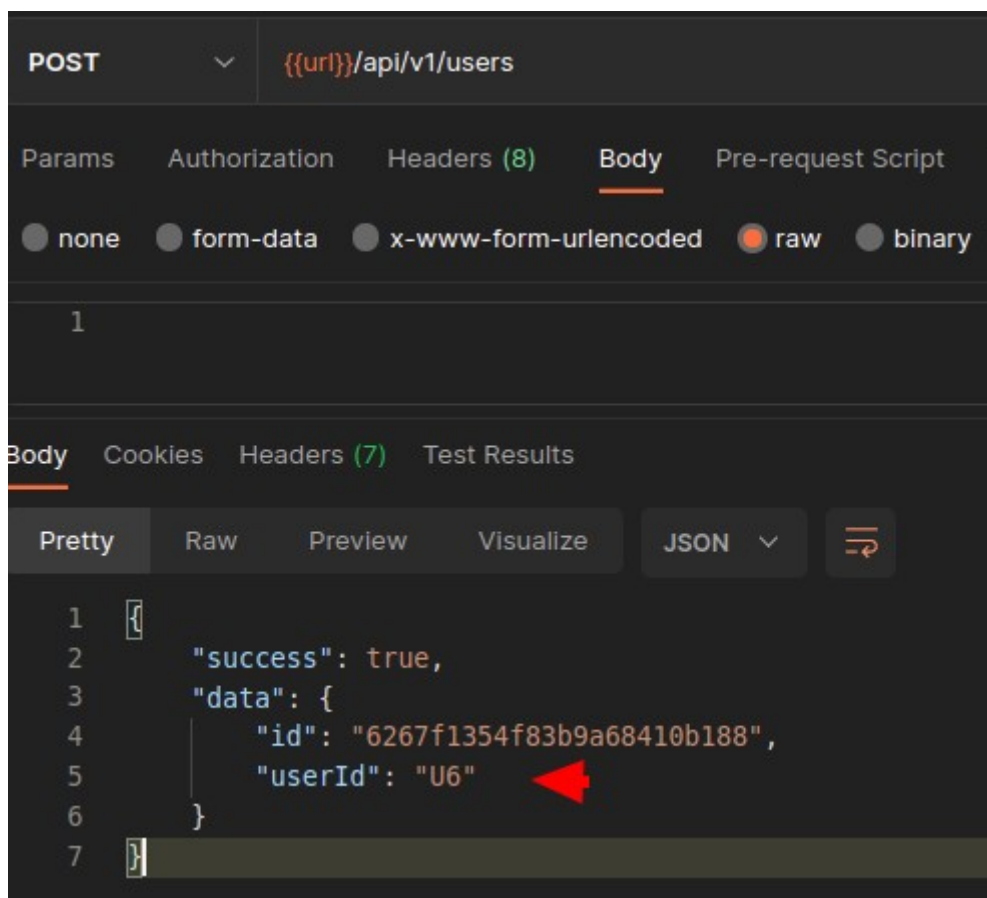 POST {{url}}/api/v1/users
Params Authorization Headers (8) Body Pre-request Script
none form-data x-www-form-urlencoded raw binary
1
Body Cookies Headers (7) Test Results
Pretty Raw Preview Visualize JSON
1 {
2 "success": true,
3 "data": {
4 "id": "6267f1354f83b9a68410b188",
5 "userId": "U6"
6 }
7 }